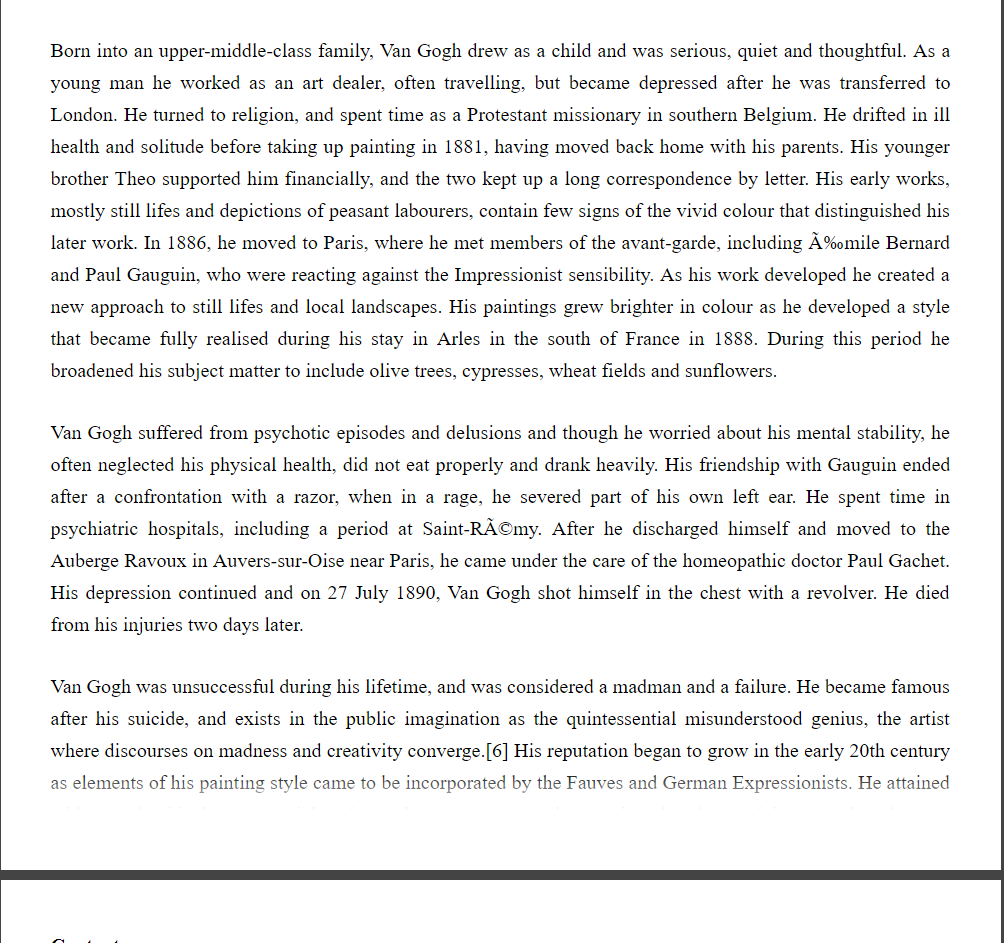 Born into an upper-middle-class family, Van Gogh drew as a child and was serious, quiet and thoughtful. As a
young man he worked as an art dealer, often travelling, but became depressed after he was transferred to
London. He turned to religion, and spent time as a Protestant missionary in southern Belgium. He drifted in ill
health and solitude before taking up painting in 1881, having moved back home with his parents. His younger
brother Theo supported him financially, and the two kept up a long correspondence by letter. His early works,
mostly still lifes and depictions of peasant labourers, contain few signs of the vivid colour that distinguished his
later work. In 1886, he moved to Paris, where he met members of the avant-garde, including Ã‰mile Bernard
and Paul Gauguin, who were reacting against the Impressionist sensibility. As his work developed he created a
new approach to still lifes and local landscapes. His paintings grew brighter in colour as he developed a style
that became fully realised during his stay in Arles in the south of France in 1888. During this period he
broadened his subject matter to include olive trees, cypresses, wheat fields and sunflowers.
Van Gogh suffered from psychotic episodes and delusions and though he worried about his mental stability, he
often neglected his physical health, did not eat properly and drank heavily. His friendship with Gauguin ended
after a confrontation with a razor, when in a rage, he severed part of his own left ear. He spent time in
psychiatric hospitals, including a period at Saint-RÃ©my. After he discharged himself and moved to the
Auberge Ravoux in Auvers-sur-Oise near Paris, he came under the care of the homeopathic doctor Paul Gachet.
His depression continued and on 27 July 1890, Van Gogh shot himself in the chest with a revolver. He died
from his injuries two days later.
Van Gogh was unsuccessful during his lifetime, and was considered a madman and a failure. He became famous
after his suicide, and exists in the public imagination as the quintessential misunderstood genius, the artist
where discourses on madness and creativity converge.[6] His reputation began to grow in the early 20th century
as elements of his painting style came to be incorporated by the Fauves and German Expressionists. He attained